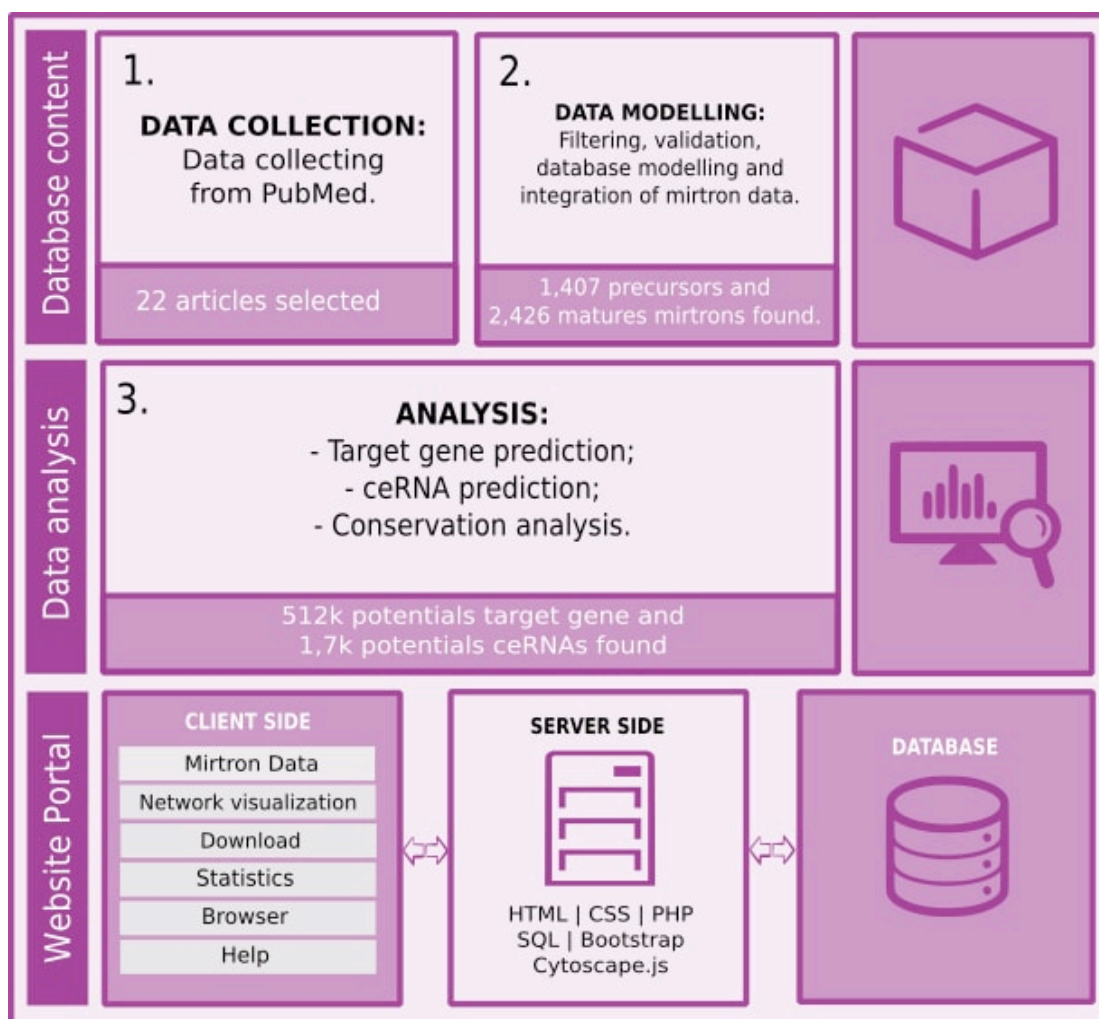 Database content
1.
DATA COLLECTION:
Data collecting
from PubMed.
22 articles selected
2.
DATA MODELLING:
Filtering, validation,
database modelling and
integration of mirtron data.
1,407 precursors and
2,426 matures mirtrons found.
Data analysis
3.
ANALYSIS:
- Target gene prediction;
- ceRNA prediction;
- Conservation analysis.
512k potentials target gene and
1,7k potentials ceRNAs found
Website Portal
CLIENT SIDE
Mirtron Data
Network visualization
Download
Statistics
Browser
Help
SERVER SIDE
HTML | CSS | PHP
SQL | Bootstrap
Cytoscape.js
DATABASE